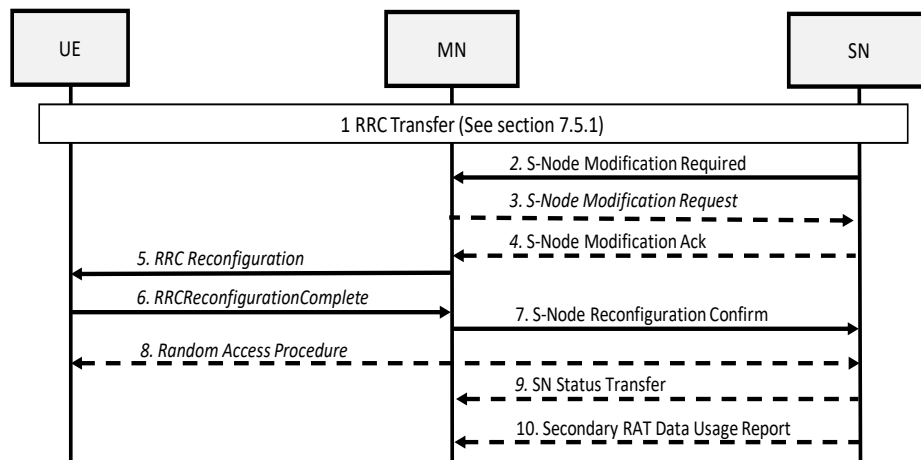 UE
MN
SN
1 RRC Transfer (See section 7.5.1)
2. S-Node Modification Required
3. S-Node Modification Request
4. S-Node Modification Ack
5. RRC Reconfiguration
6. RRCReconfigurationComplete
7. S-Node Reconfiguration Confirm
8. Random Access Procedure
9. SN Status Transfer
10. Secondary RAT Data Usage Report